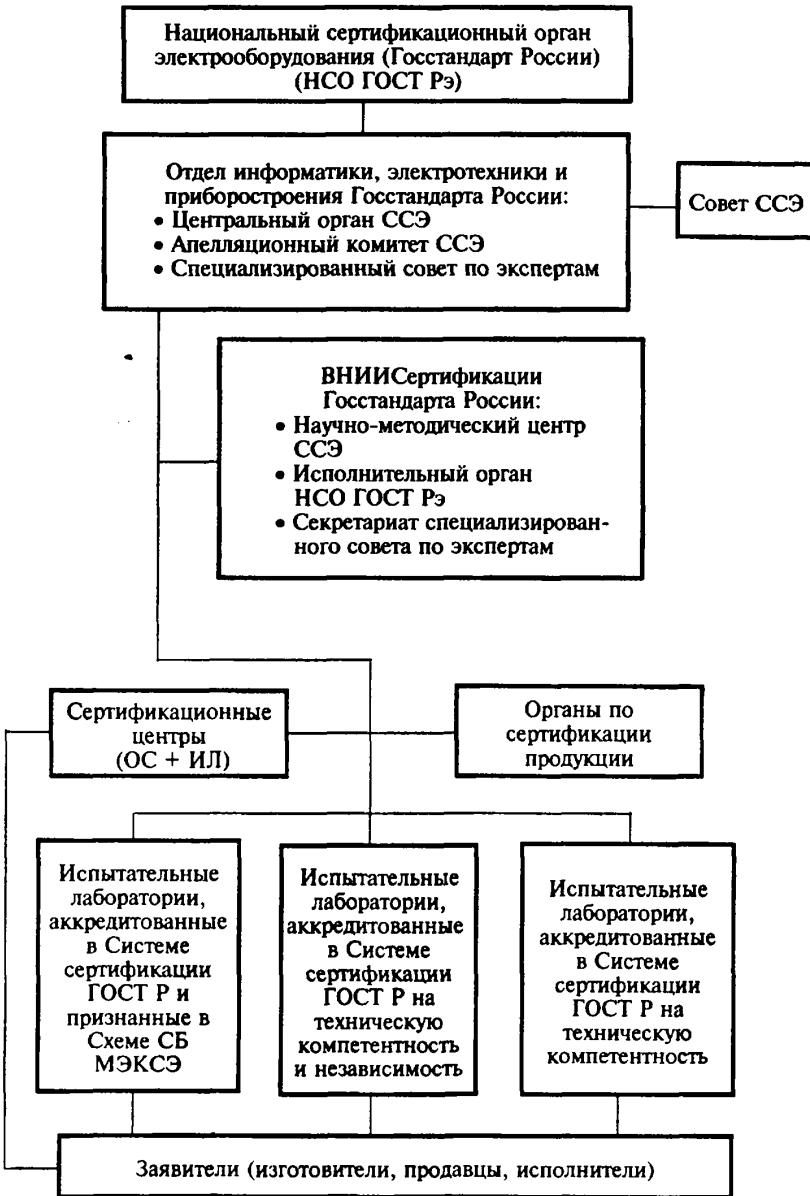 Национальный сертификационный орган
электрооборудования (Госстандарт России)
(НСО ГОСТ Рэ)
Отдел информатики, электротехники и
приборостроения Госстандарта России:
• Центральный орган ССЭ
• Апелляционный комитет ССЭ
• Специализированный совет по экспертам
Совет ССЭ
ВНИИСертификации
Госстандарта России:
• Научно-методический центр
ССЭ
• Исполнительный орган
НСО ГОСТ Рэ
• Секретариат специализирован-
ного совета по экспертам
Сертификационные
центры
(ОС + ИЛ)
Органы по
сертификации
продукции
Испытательные
лаборатории,
аккредитованные
в Системе
сертификации
ГОСТ Р и
признанные в
Схеме СБ
МЭКСЭ
Испытательные
лаборатории,
аккредитованные
в Системе
сертификации
ГОСТ Р на
техническую
компетентность
и независимость
Испытательные
лаборатории,
аккредитованные
в Системе
сертификации
ГОСТ Р на
техническую
компетентность
Заявители (изготовители, продавцы, исполнители)